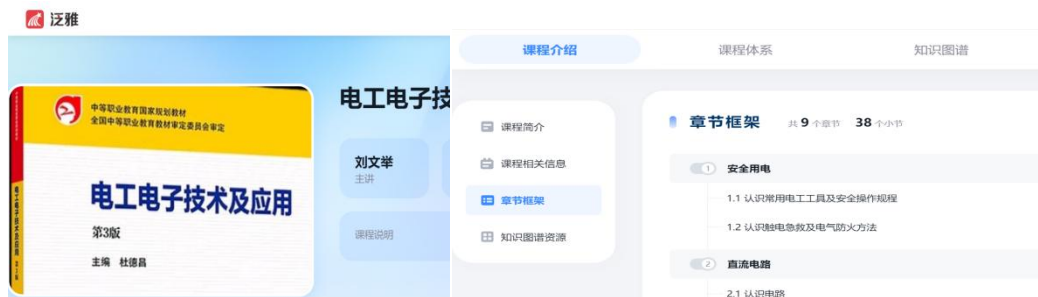 泛雅
中等职业教育国家规划教材
全国中等职业教育教材审定委员会审定
电工电子技术及应用
第3版
主编 杜德昌
电工电子技
刘文举
主讲
课程说明
课程介绍
课程体系
知识图谱
课程简介
课程相关信息
章节框架
知识图谱资源
章节框架 共 9 个章节 38 个小节
1 安全用电
1.1 认识常用电工工具及安全操作规程
1.2 认识触电急救及电气防火方法
2 直流电路
2.1 认识电路